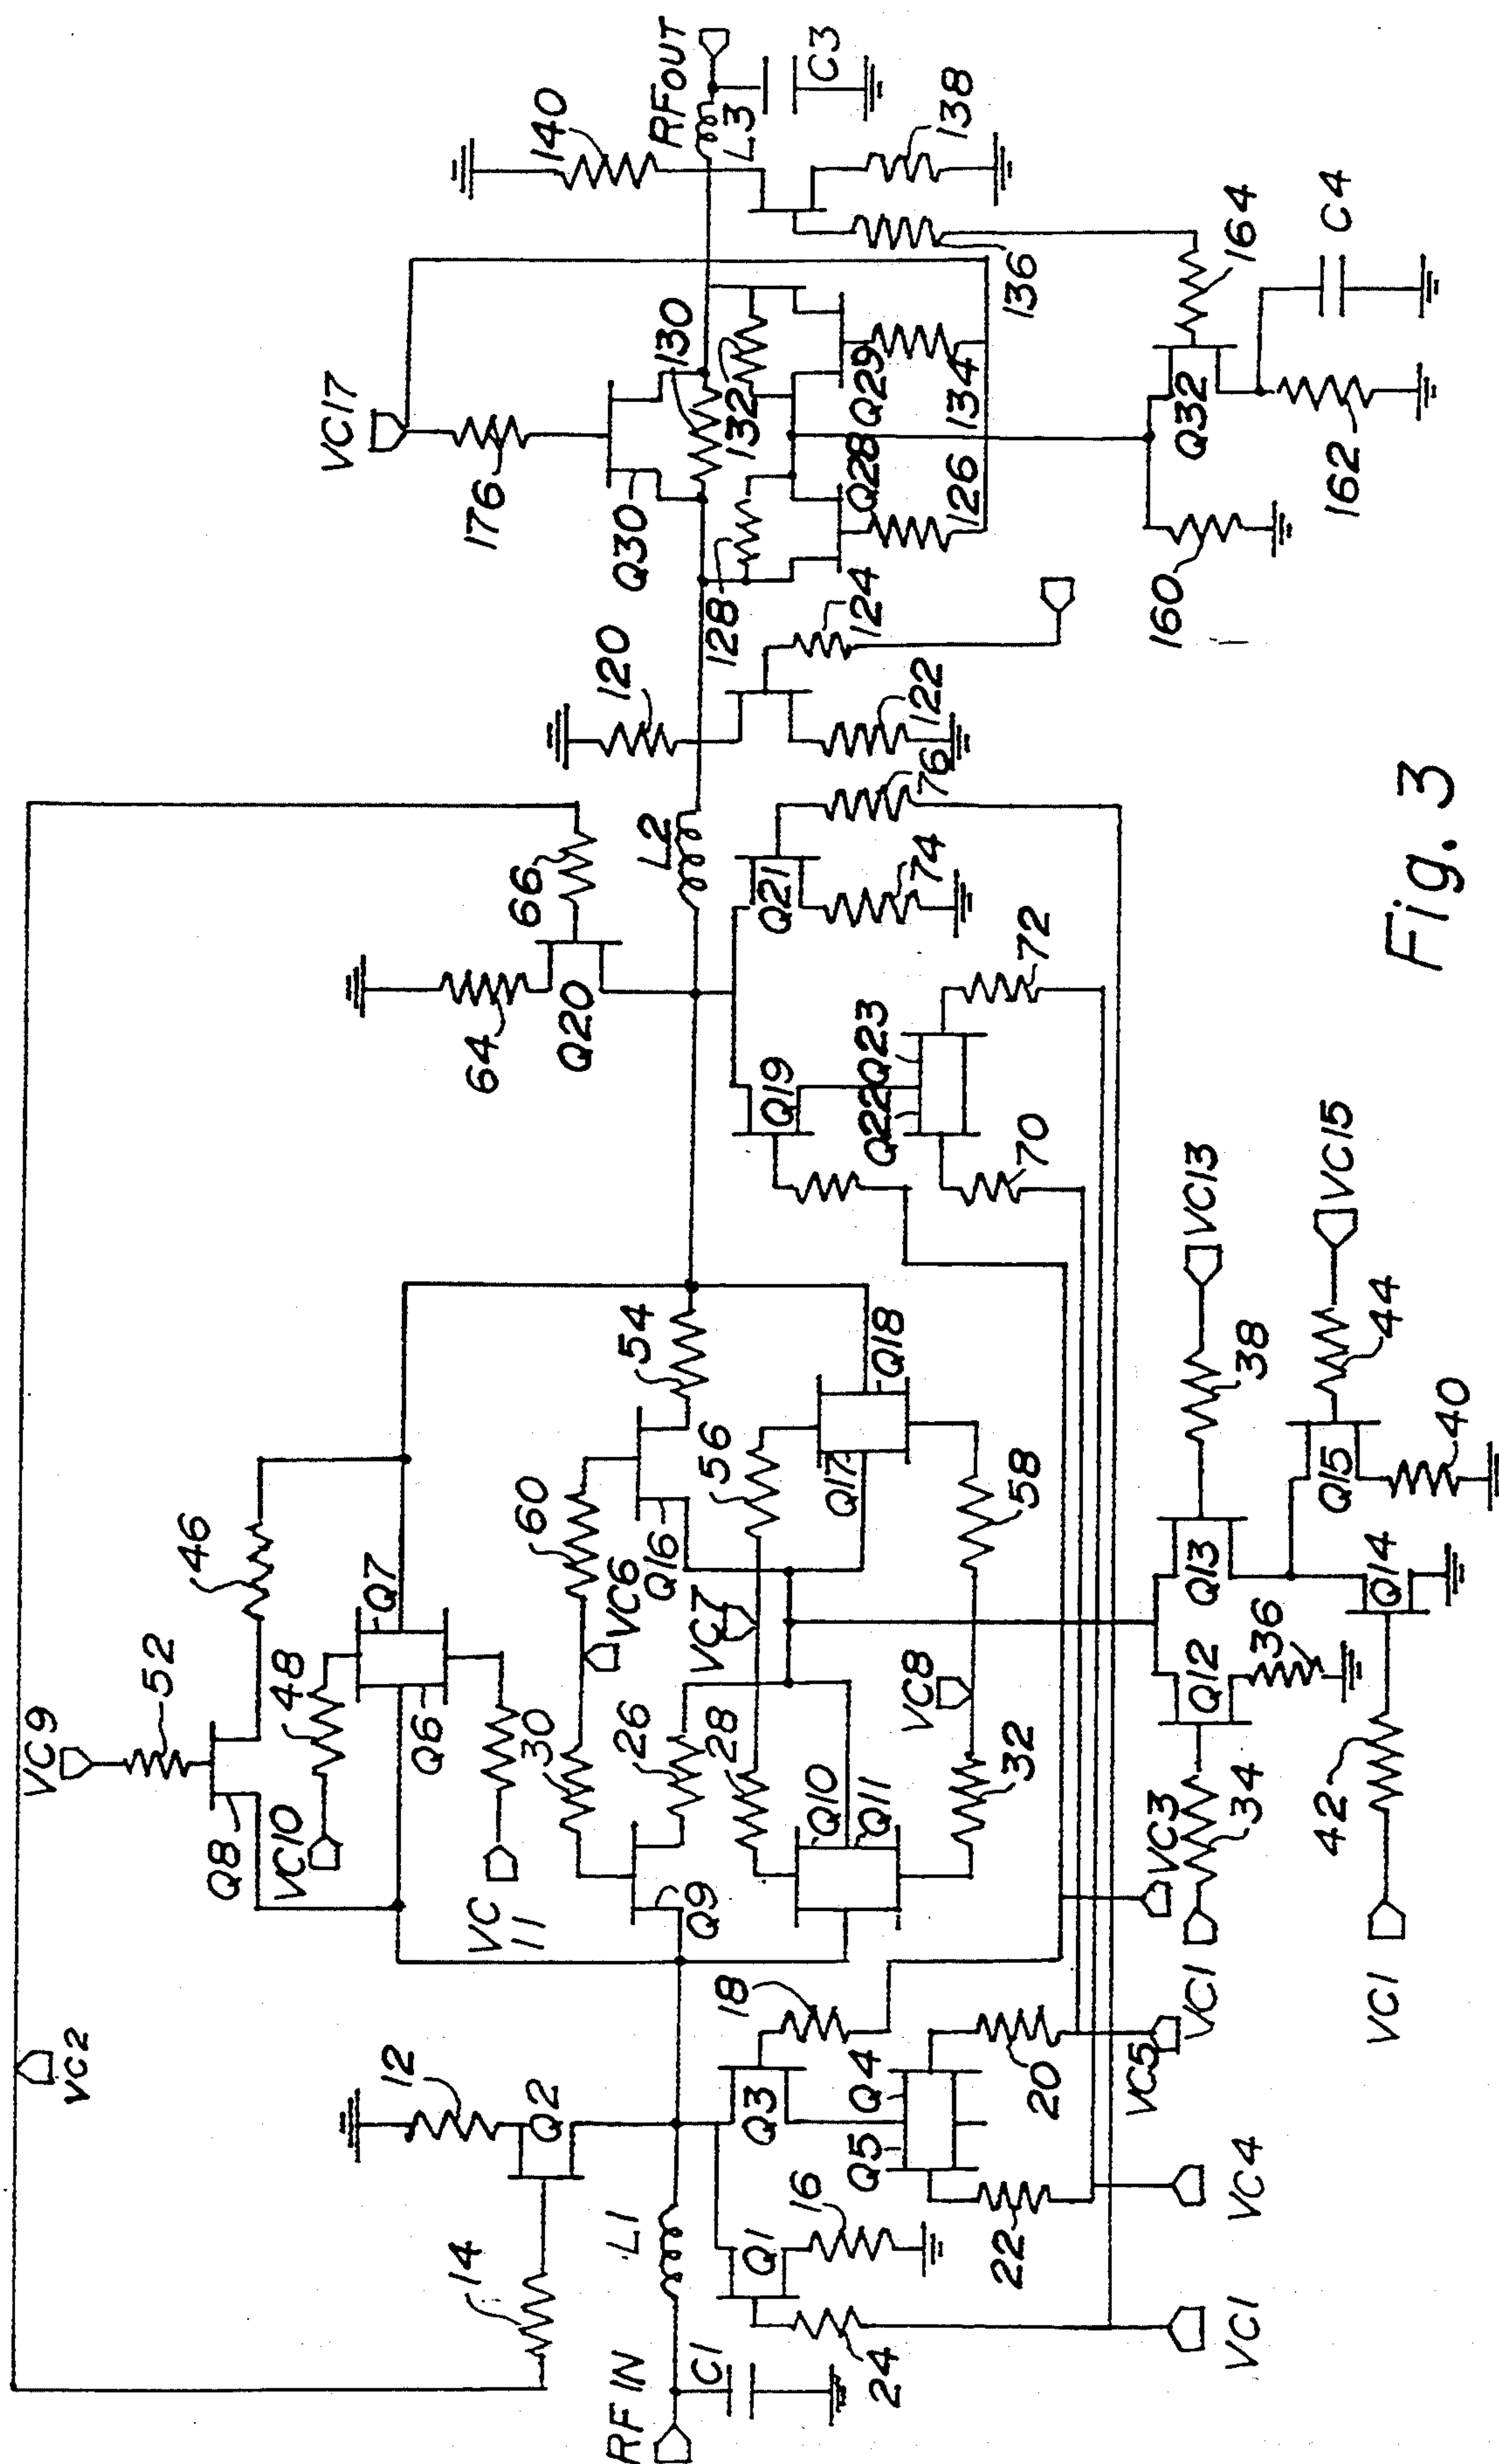 VC2
VC9
52
46
Q8
VC10
48
Q7
Q6
VC
11
12
14
Q2
RF IN
L1
C1
Q1
16
24
Q3
18
Q5
Q4
20
22
VC1
VC4
VC5
VC3
30
60
VC6
Q9
26
28
VC7
Q16
54
56
Q10
Q11
32
VC8
58
Q17
Q18
VC1
34
Q12
36
Q13
38
VC13
VC1
42
Q14
Q15
40
44
VC15
64
66
Q20
L2
Q19
Q22
Q23
70
72
Q21
74
76
120
122
124
128
VC17
176
Q30
130
132
Q28
Q29
126
134
136
140
138
RFOUT
L3
C3
160
Q32
162
164
C4
Fig. 3